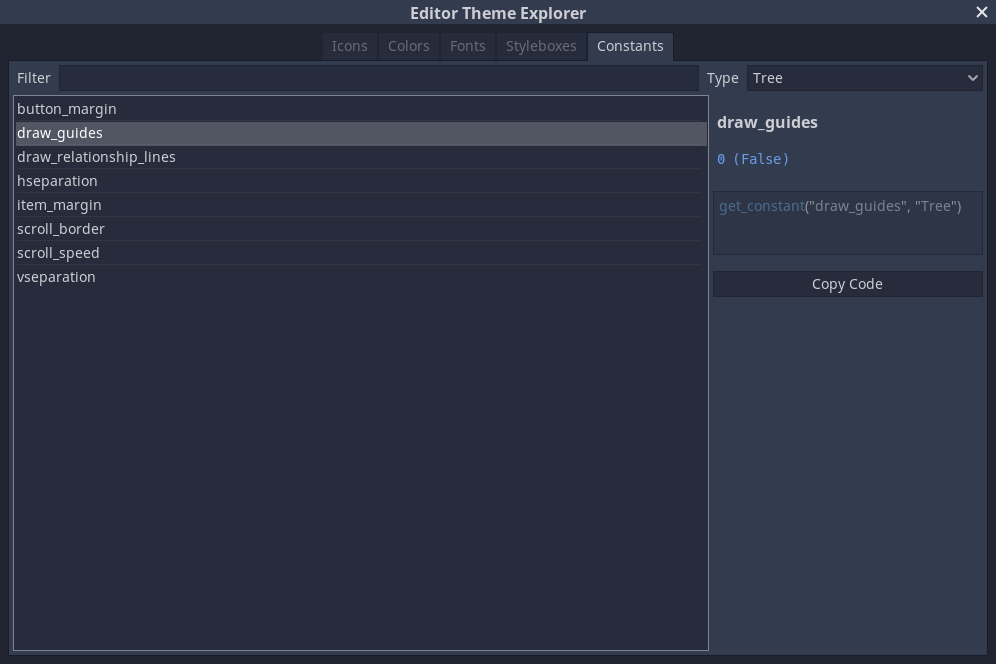 Editor Theme Explorer
Icons Colors Fonts Styleboxes Constants
Filter Type Tree
button_margin
draw_guides
draw_relationship_lines
hseparation
item_margin
scroll_border
scroll_speed
vseparation
draw_guides
0 (False)
get_constant("draw_guides", "Tree")
Copy Code